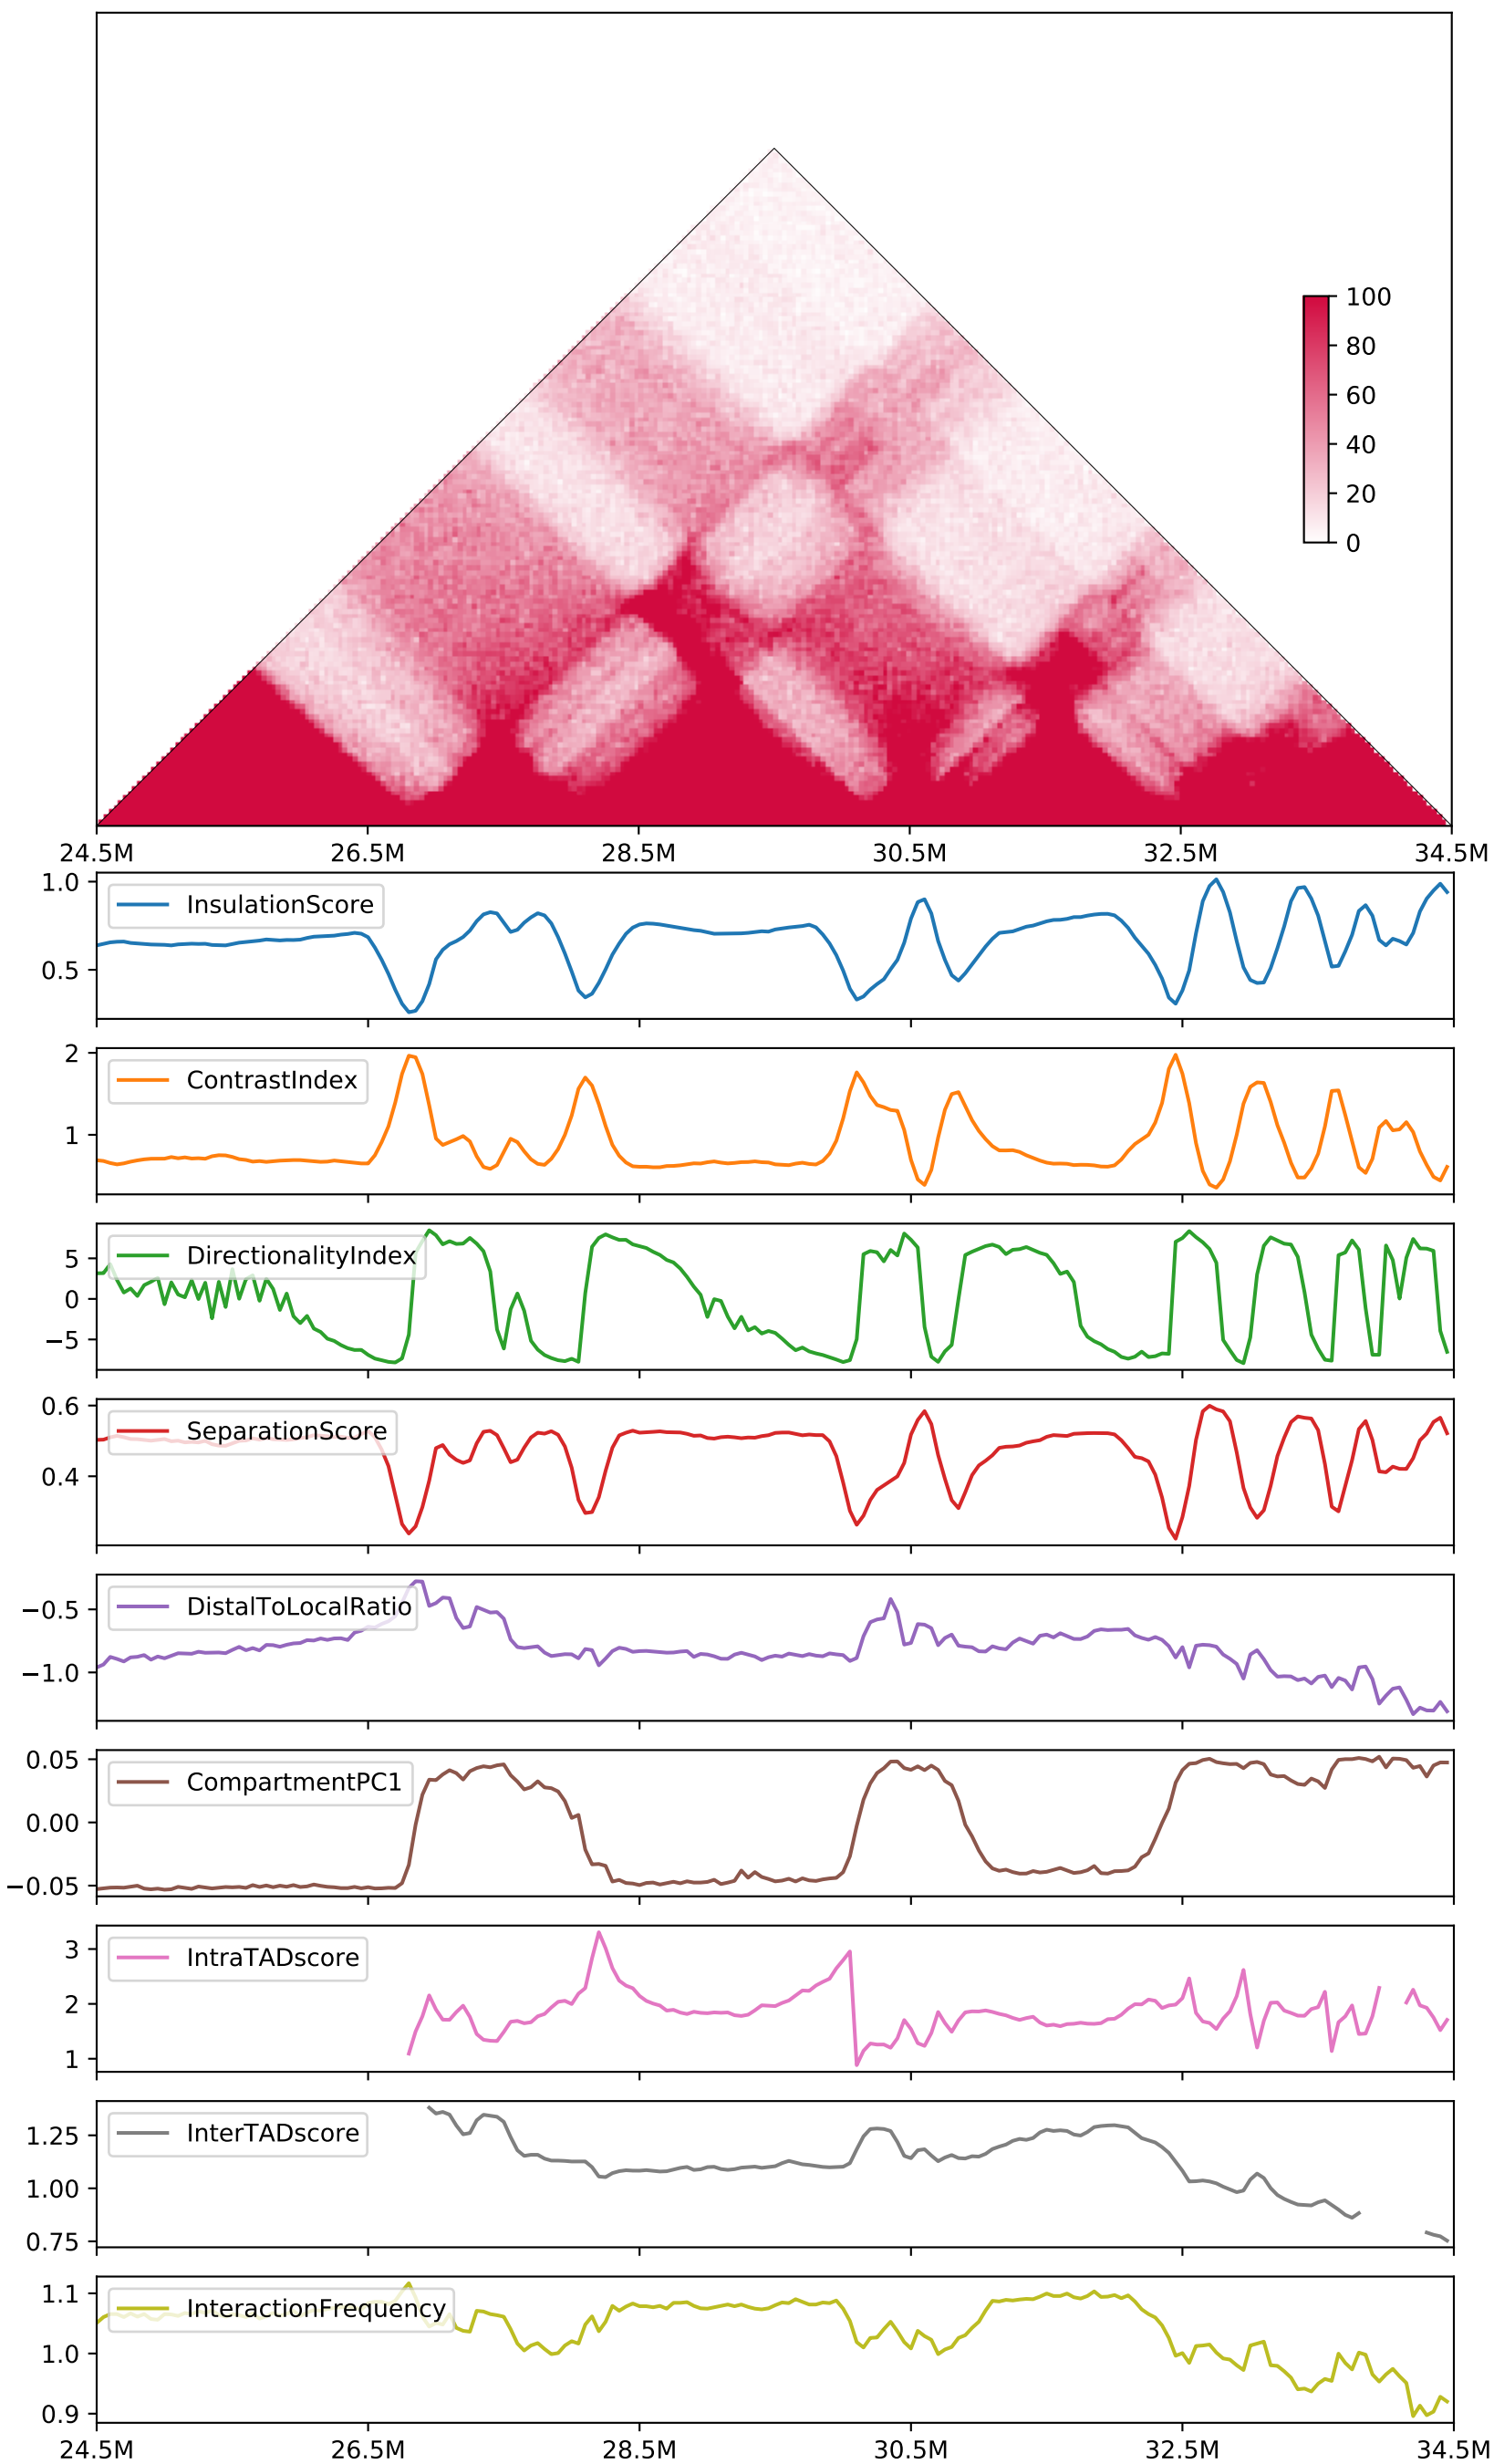 100
80
60
40
20
0
24.5M 26.5M 28.5M 30.5M 32.5M 34.5M
1.0
InsulationScore
0.5
2
ContrastIndex
1
DirectionalityIndex
5
0
−5
0.6
SeparationScore
0.4
DistalToLocalRatio
−0.5
−1.0
0.05
CompartmentPC1
0.00
−0.05
3
IntraTADscore
2
1
InterTADscore
1.25
1.00
0.75
1.1
InteractionFrequency
1.0
0.9
24.5M 26.5M 28.5M 30.5M 32.5M 34.5M